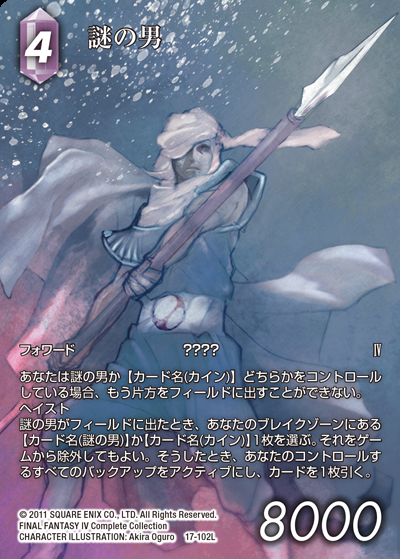 4
謎の男
フォワード ???? Ⅳ
あなたは謎の男か【カード名(カイン)】どちらかをコントロール
している場合、もう片方をフィールドに出すことができない。
ヘイスト
謎の男がフィールドに出たとき、あなたのブレイクゾーンにある
【カード名(謎の男)】か【カード名(カイン)】1枚を選ぶ。それをゲー
ムから除外してもよい。そうしたとき、あなたのコントロールす
るすべてのバックアップをアクティブにし、カードを1枚引く。
© 2011 SQUARE ENIX CO., LTD. All Rights Reserved.
FINAL FANTASY IV Complete Collection
CHARACTER ILLUSTRATION: Akira Oguro 17-102L
8000